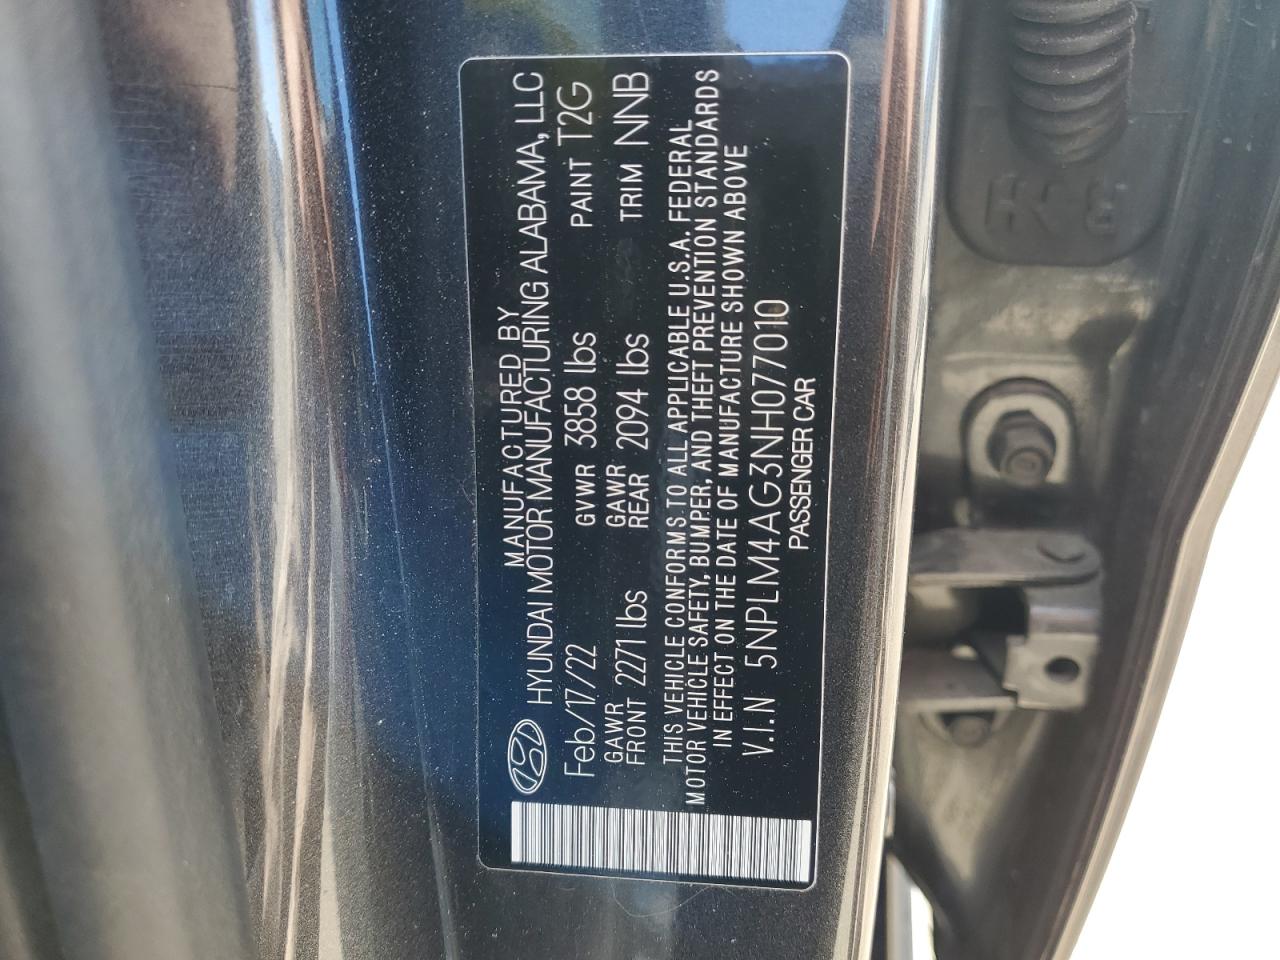 MANUFACTURED BY
HYUNDAI MOTOR MANUFACTURING ALABAMA, LLC
Feb/17/22 GVWR 3858 lbs PAINT T2G
GAWR FRONT 2271 lbs GAWR REAR 2094 lbs TRIM NNB
THIS VEHICLE CONFORMS TO ALL APPLICABLE U.S.A. FEDERAL
MOTOR VEHICLE SAFETY, BUMPER, AND THEFT PREVENTION STANDARDS
IN EFFECT ON THE DATE OF MANUFACTURE SHOWN ABOVE
V.I.N 5NPLM4AG3NH077010
PASSENGER CAR